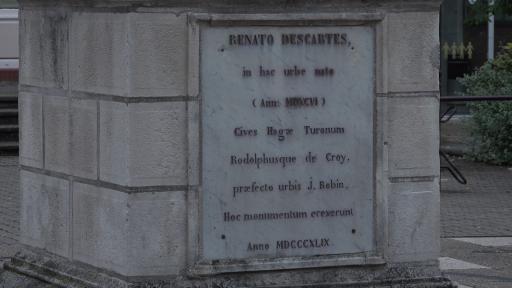 RENATO DESCARTES,
in hac urbe nato
( Anno MDXCVI )
Cives Hagæ Turonum
Rodolphusque de Croy,
præfecto urbis J. Robin,
Hoc monumentum erexerunt
Anno MDCCCXLIX